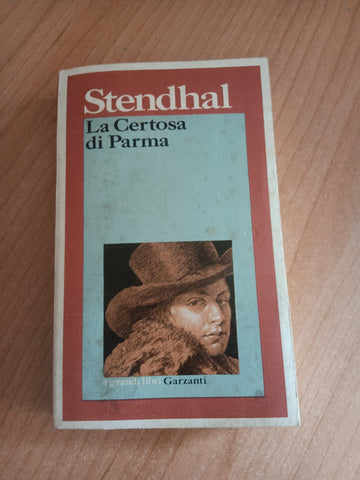 Stendhal
La Certosa
di Parma
i grandi libri Garzanti